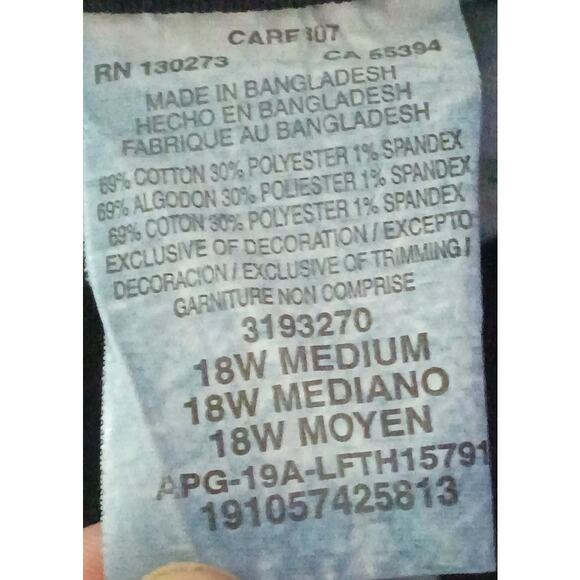 CARE 307
RN 130273 CA 55394
MADE IN BANGLADESH
HECHO EN BANGLADESH
FABRIQUE AU BANGLADESH
69% COTTON 30% POLYESTER 1% SPANDEX
69% ALGODON 30% POLIESTER 1% SPANDEX
69% COTON 30% POLYESTER 1% SPANDEX
EXCLUSIVE OF DECORATION / EXCEPTO
DECORACION / EXCLUSIVE OF TRIMMING /
GARNITURE NON COMPRISE
3193270
18W MEDIUM
18W MEDIANO
18W MOYEN
APG-19A-LFTH15791
191057425813